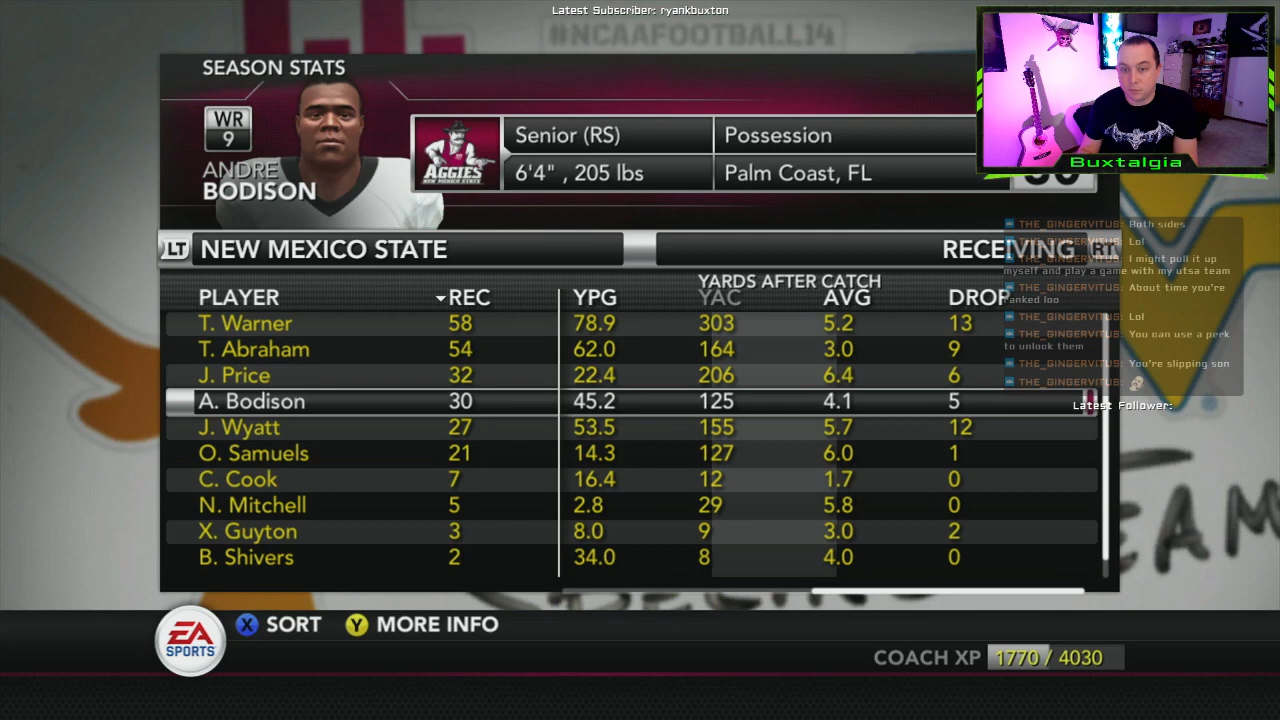 Latest Subscriber: ryankbuxton
#NCAAFOOTBALL14
SEASON STATS
WR
9
ANDRE
BODISON
AGGIES
NEW MEXICO STATE
Senior (RS)
Possession
6'4" , 205 lbs
Palm Coast, FL
Buxtalgia
LT NEW MEXICO STATE
RECEIVING RT
YARDS AFTER CATCH
PLAYER REC YPG YAC AVG DROP
T. Warner 58 78.9 303 5.2 13
T. Abraham 54 62.0 164 3.0 9
J. Price 32 22.4 206 6.4 6
A. Bodison 30 45.2 125 4.1 5
J. Wyatt 27 53.5 155 5.7 12
O. Samuels 21 14.3 127 6.0 1
C. Cook 7 16.4 12 1.7 0
N. Mitchell 5 2.8 29 5.8 0
X. Guyton 3 8.0 9 3.0 2
B. Shivers 2 34.0 8 4.0 0
THE_GINGERVITUS: Both sides
THE_GINGERVITUS: Lol
THE_GINGERVITUS: I might pull it up
myself and play a game with my utsa team
THE_GINGERVITUS: About time you're
ranked loo
THE_GINGERVITUS: Lol
THE_GINGERVITUS: You can use a perk
to unlock them
THE_GINGERVITUS: You're slipping son
THE_GINGERVITUS:
Latest Follower:
EAM
EA
SPORTS
X SORT Y MORE INFO
COACH XP 1770 / 4030